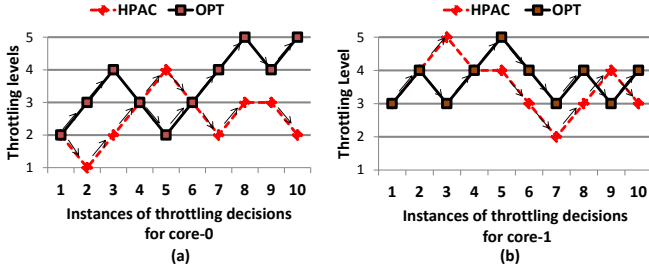 HPAC OPT
Throttling levels
5
4
3
2
1
1 2 3 4 5 6 7 8 9 10
Instances of throttling decisions
for core-0
(a)
HPAC OPT
Throttling Level
5
4
3
2
1
1 2 3 4 5 6 7 8 9 10
Instances of throttling decisions
for core-1
(b)